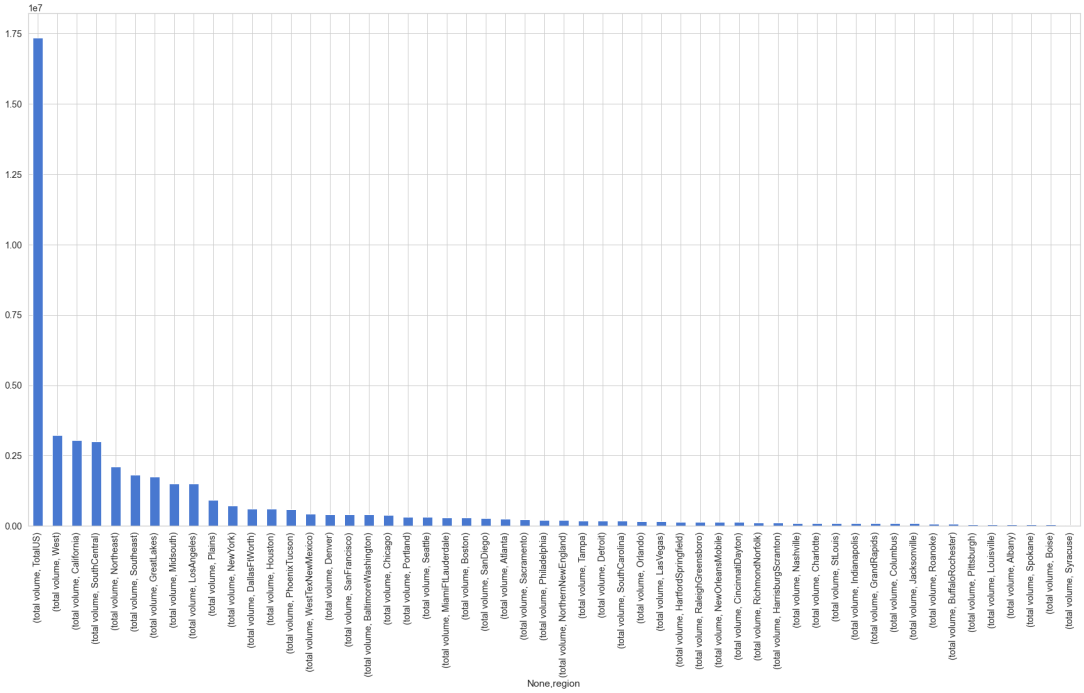 1e7
1.75
1.50
1.25
1.00
0.75
0.50
0.25
0.00
(total volume, TotalUS)
(total volume, West)
(total volume, California)
(total volume, SouthCentral)
(total volume, Northeast)
(total volume, Southeast)
(total volume, GreatLakes)
(total volume, Midsouth)
(total volume, LosAngeles)
(total volume, Plains)
(total volume, NewYork)
(total volume, DallasFtWorth)
(total volume, Houston)
(total volume, PhoenixTucson)
(total volume, WestTexNewMexico)
(total volume, Denver)
(total volume, SanFrancisco)
(total volume, BaltimoreWashington)
(total volume, Chicago)
(total volume, Portland)
(total volume, Seattle)
(total volume, MiamiFtLauderdale)
(total volume, Boston)
(total volume, SanDiego)
(total volume, Atlanta)
(total volume, Sacramento)
(total volume, Philadelphia)
(total volume, NorthernNewEngland)
(total volume, Tampa)
(total volume, Detroit)
(total volume, SouthCarolina)
(total volume, Orlando)
(total volume, LasVegas)
(total volume, HartfordSpringfield)
(total volume, RaleighGreensboro)
(total volume, NewOrleansMobile)
(total volume, CincinnatiDayton)
(total volume, RichmondNorfolk)
(total volume, HarrisburgScranton)
(total volume, Nashville)
(total volume, Charlotte)
(total volume, StLouis)
(total volume, Indianapolis)
(total volume, GrandRapids)
(total volume, Columbus)
(total volume, Jacksonville)
(total volume, Roanoke)
(total volume, BuffaloRochester)
(total volume, Pittsburgh)
(total volume, Louisville)
(total volume, Albany)
(total volume, Spokane)
(total volume, Boise)
(total volume, Syracuse)
None,region